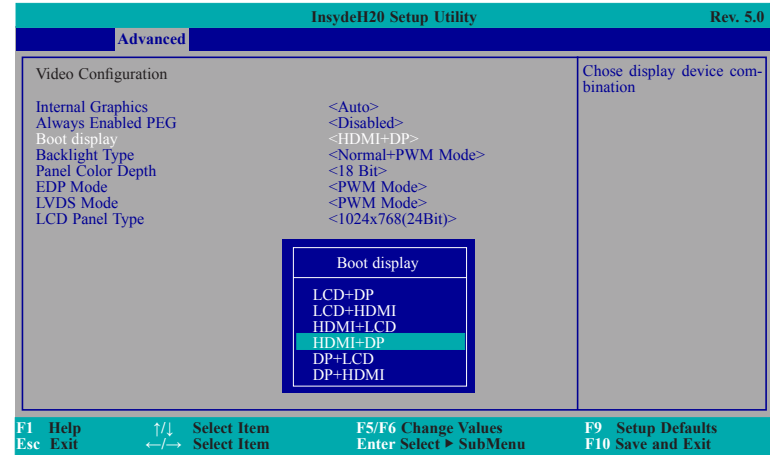 InsydeH20 Setup Utility Rev. 5.0
Advanced
Video Configuration
Internal Graphics <Auto>
Always Enabled PEG <Disabled>
Boot display <HDMI+DP>
Backlight Type <Normal+PWM Mode>
Panel Color Depth <18 Bit>
EDP Mode <PWM Mode>
LVDS Mode <PWM Mode>
LCD Panel Type <1024x768(24Bit)>
Chose display device com-
bination
Boot display
LCD+DP
LCD+HDMI
HDMI+LCD
HDMI+DP
DP+LCD
DP+HDMI
F1 Help ↑/↓ Select Item F5/F6 Change Values F9 Setup Defaults
Esc Exit ←/→ Select Item Enter Select ► SubMenu F10 Save and Exit